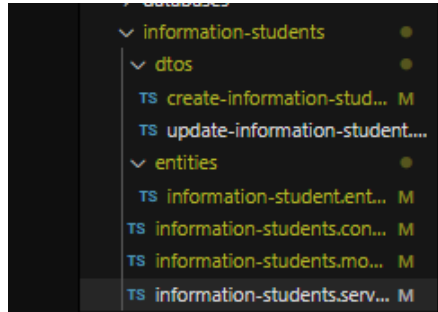 databases
information-students
dtos
TS create-information-stud... M
TS update-information-student....
entities
TS information-student.ent... M
TS information-students.con... M
TS information-students.mo... M
TS information-students.serv... M